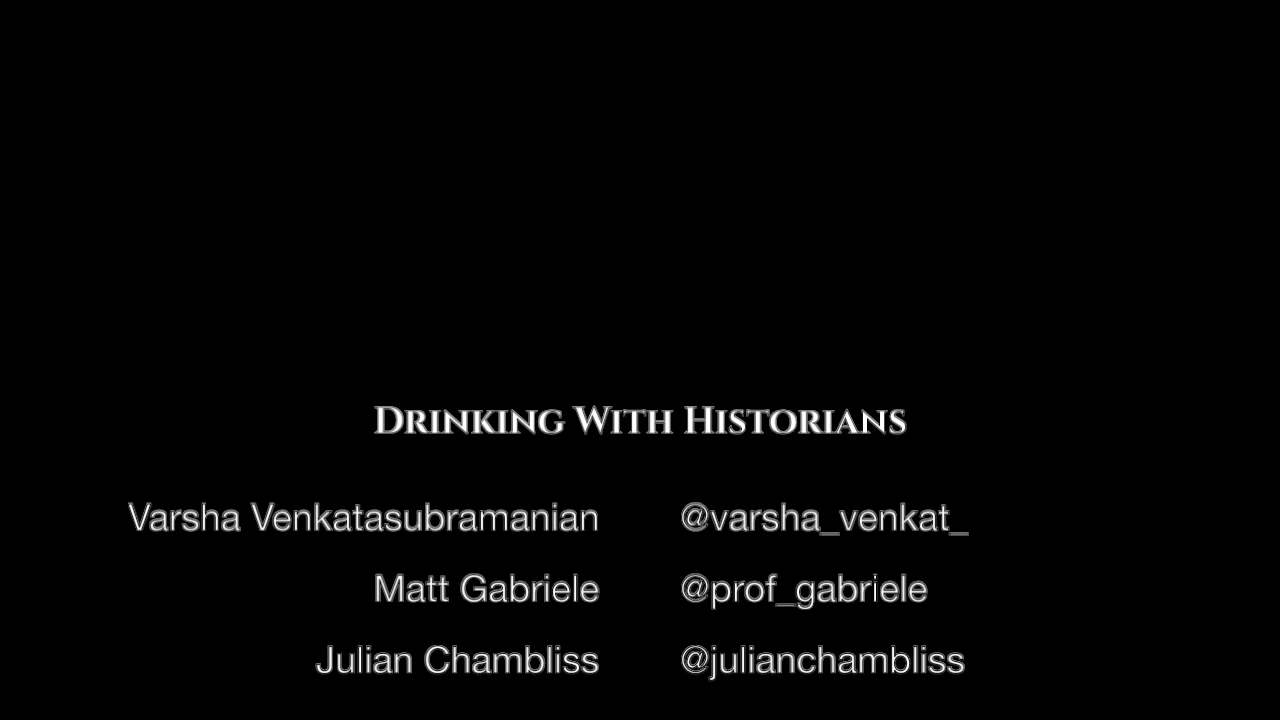 Drinking With Historians
Varsha Venkatasubramanian @varsha_venkat_
Matt Gabriele @prof_gabriele
Julian Chambliss @julianchambliss